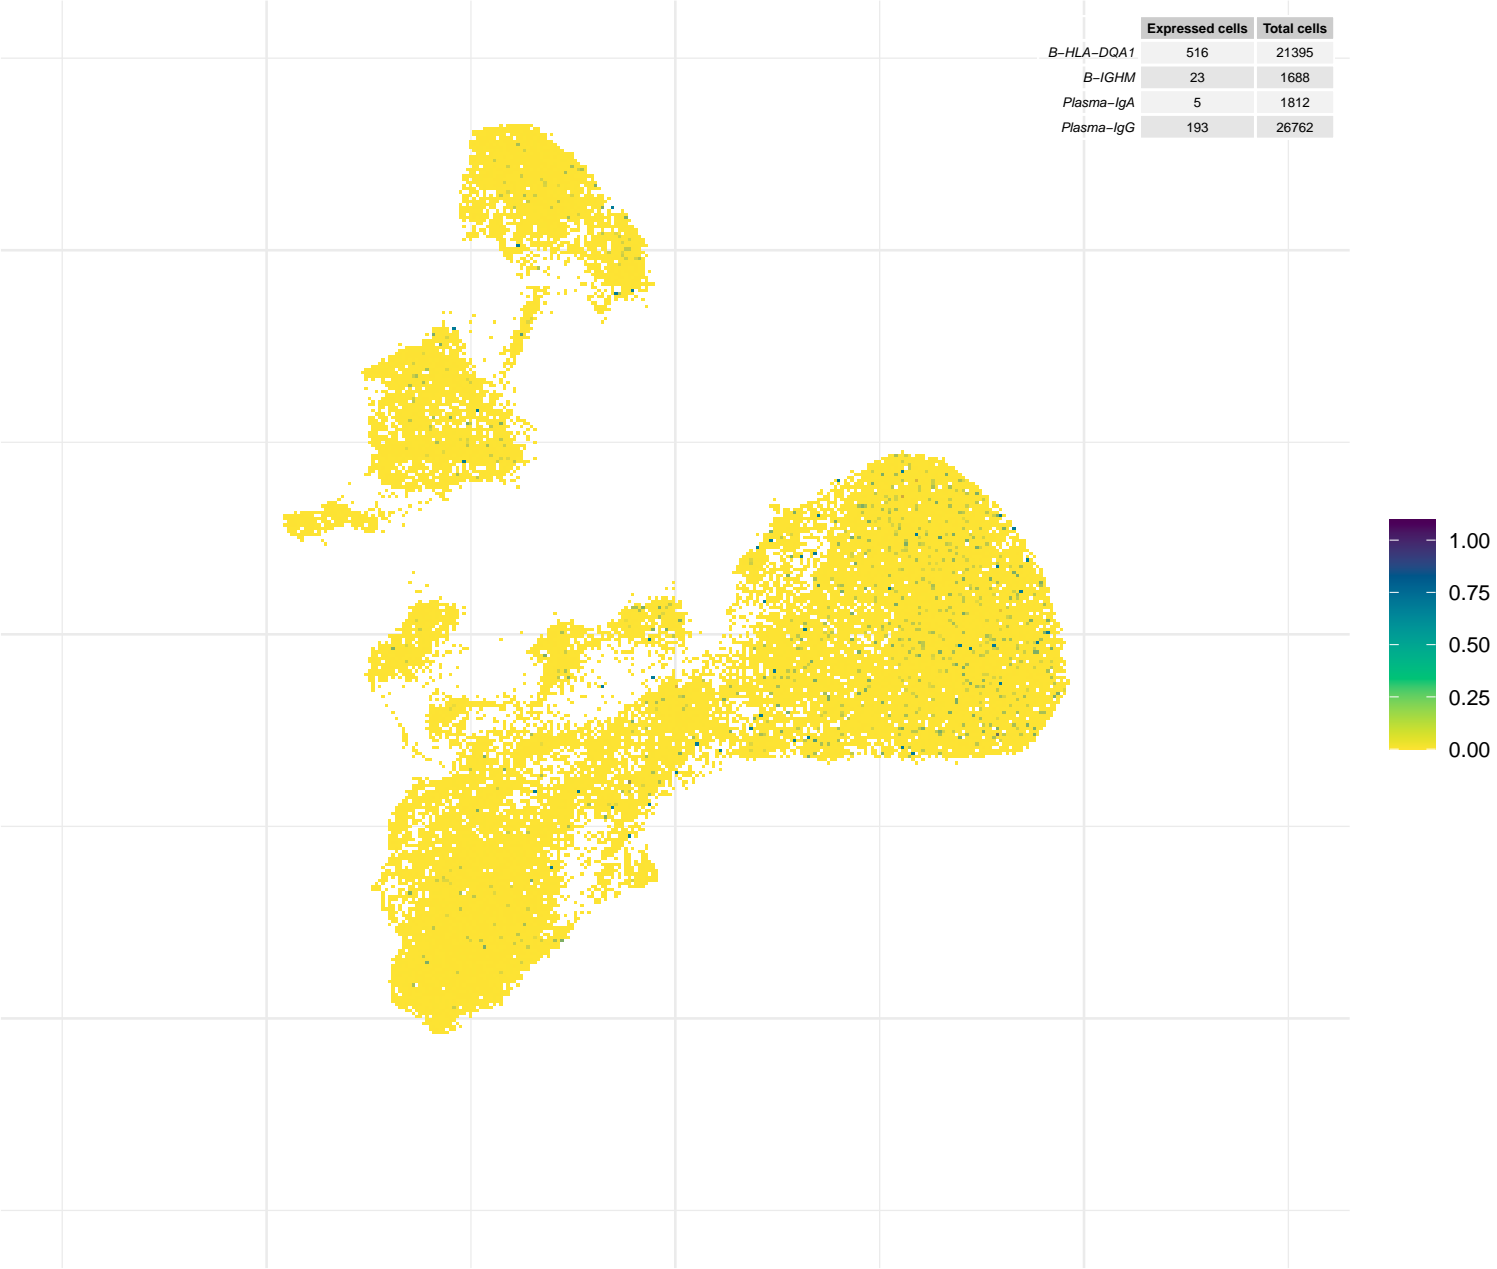 Expressed cells Total cells
B−HLA−DQA1 516 21395
B−IGHM 23 1688
Plasma−IgA 5 1812
Plasma−IgG 193 26762
1.00
0.75
0.50
0.25
0.00